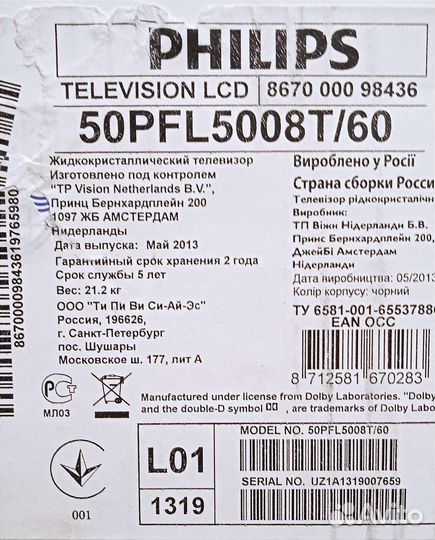 PHILIPS
TELEVISION LCD 8670 000 98436
50PFL5008T/60
Жидкокристаллический телевизор
Изготовлено под контролем
"TP Vision Netherlands B.V.",
Принц Бернхардплейн 200
1097 ЖБ АМСТЕРДАМ
Нидерланды
Дата выпуска: Май 2013
Гарантийный срок хранения 2 года
Срок службы 5 лет
Вес: 21.2 кг
ООО "Ти Пи Ви Си-Ай-Эс"
Россия, 196626,
г. Санкт-Петербург
пос. Шушары
Московское ш. 177, лит А
Вироблено у Росії
Страна сборки Росси
Телевізор рідкокристалічн
Виробник:
ТП Віжн Нідерланди Б.В.
Принс Бернхардплейн 200,
ДжейБі Амстердам
Нідерланди
Дата виробництва: 05/2013
Колір корпусу: чорний
ТУ 6581-001-6553788
EAN OCC
8 712581 670283
86700009843619765980
МЛ03
Manufactured under license from Dolby Laboratories. "Dolby
and the double-D symbol are trademarks of Dolby Labor
001
L01
1319
MODEL NO. 50PFL5008T/60
SERIAL NO. UZ1A1319007659
Avito